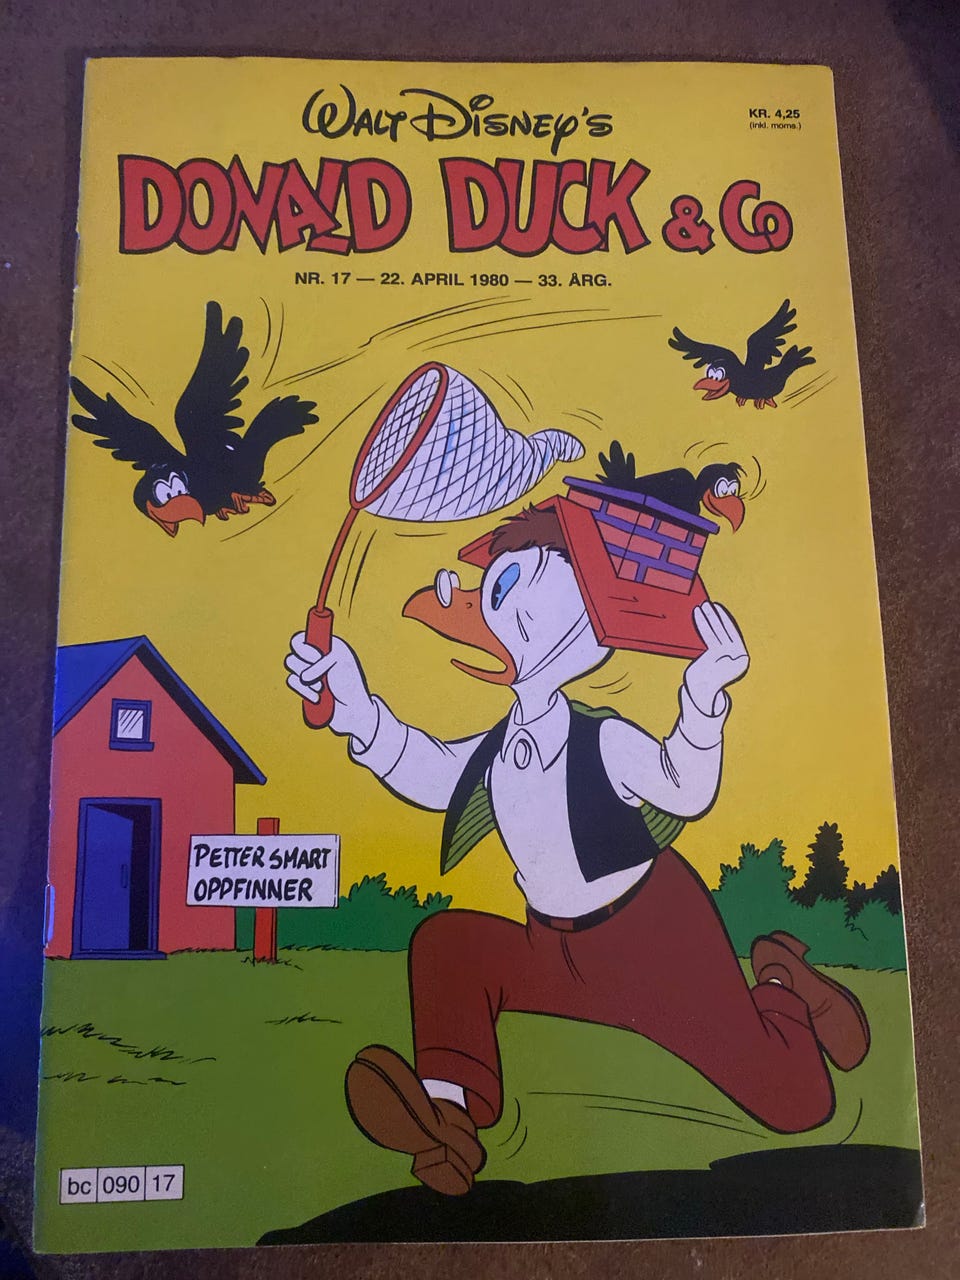 WALT DISNEY'S
KR. 4,25
(inkl. moms.)
DONALD DUCK & CO
NR. 17 — 22. APRIL 1980 — 33. ÅRG.
PETTER SMART
OPPFINNER
bc 090 17